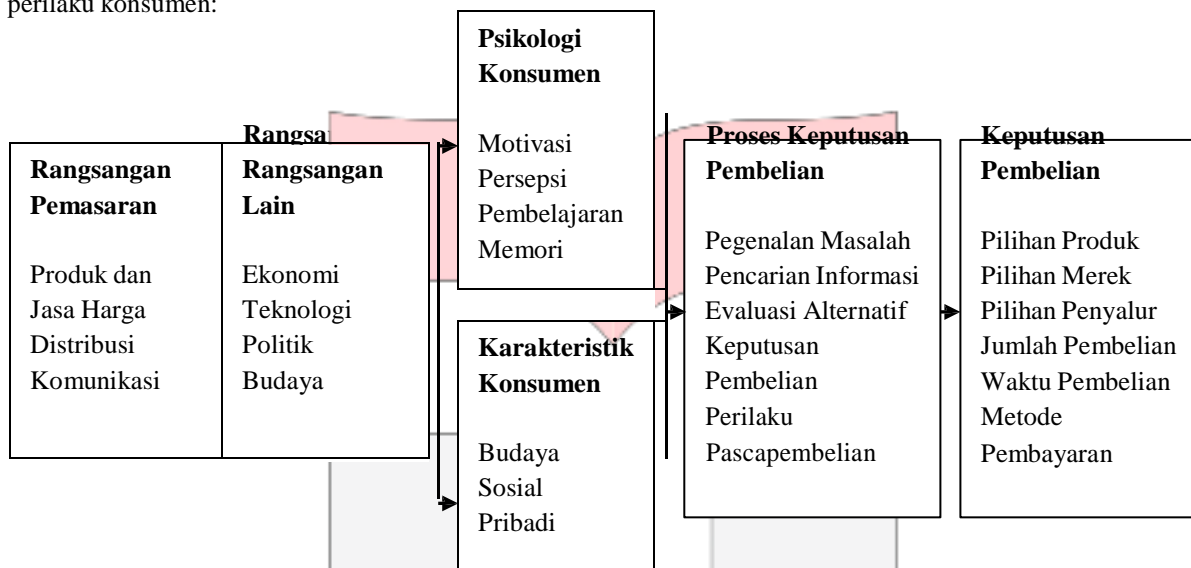 perilaku konsumen:
Rangsangan
Pemasaran
Produk dan
Jasa Harga
Distribusi
Komunikasi
Rangsangan
Lain
Ekonomi
Teknologi
Politik
Budaya
Psikologi
Konsumen
Motivasi
Persepsi
Pembelajaran
Memori
Karakteristik
Konsumen
Budaya
Sosial
Pribadi
Proses Keputusan
Pembelian
Pegenalan Masalah
Pencarian Informasi
Evaluasi Alternatif
Keputusan
Pembelian
Perilaku
Pascapembelian
Keputusan
Pembelian
Pilihan Produk
Pilihan Merek
Pilihan Penyalur
Jumlah Pembelian
Waktu Pembelian
Metode
Pembayaran